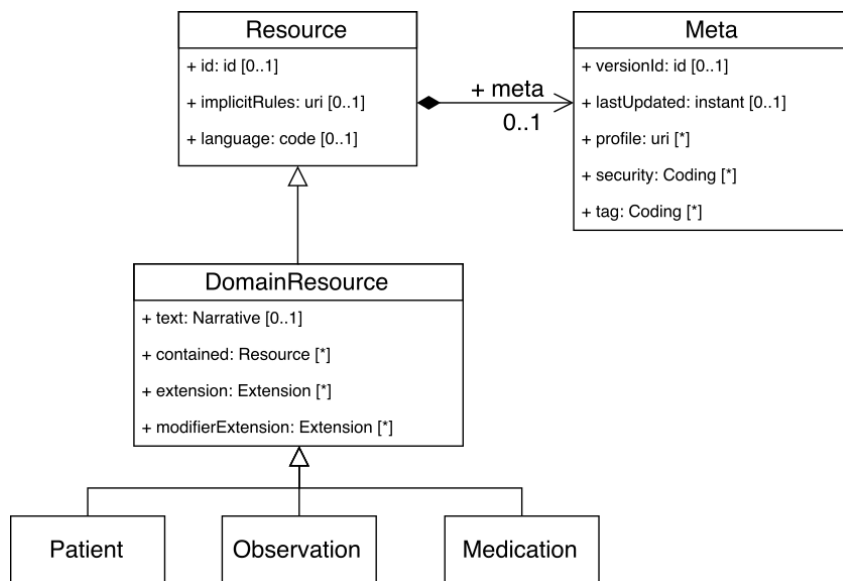 Resource
+ id: id [0..1]
+ implicitRules: uri [0..1]
+ language: code [0..1]
+ meta
0..1
Meta
+ versionId: id [0..1]
+ lastUpdated: instant [0..1]
+ profile: uri [*]
+ security: Coding [*]
+ tag: Coding [*]
DomainResource
+ text: Narrative [0..1]
+ contained: Resource [*]
+ extension: Extension [*]
+ modifierExtension: Extension [*]
Patient
Observation
Medication